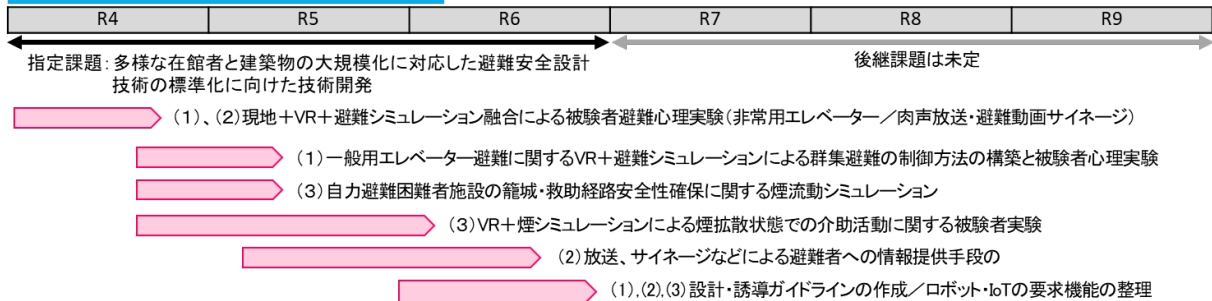 R4 R5 R6 R7 R8 R9
指定課題:多様な在館者と建築物の大規模化に対応した避難安全設計
技術の標準化に向けた技術開発
後継課題は未定
(1)、(2)現地+VR+避難シミュレーション融合による被験者避難心理実験(非常用エレベーター/肉声放送・避難動画サイネージ)
(1)一般用エレベーター避難に関するVR+避難シミュレーションによる群集避難の制御方法の構築と被験者心理実験
(3)自力避難困難者施設の籠城・救助経路安全性確保に関する煙流動シミュレーション
(3)VR+煙シミュレーションによる煙拡散状態での介助活動に関する被験者実験
(2)放送、サイネージなどによる避難者への情報提供手段の
(1),(2),(3)設計・誘導ガイドラインの作成/ロボット・IoTの要求機能の整理